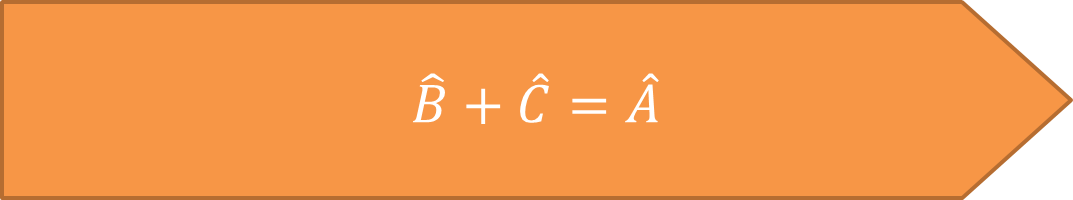 B̂ + Ĉ = Â